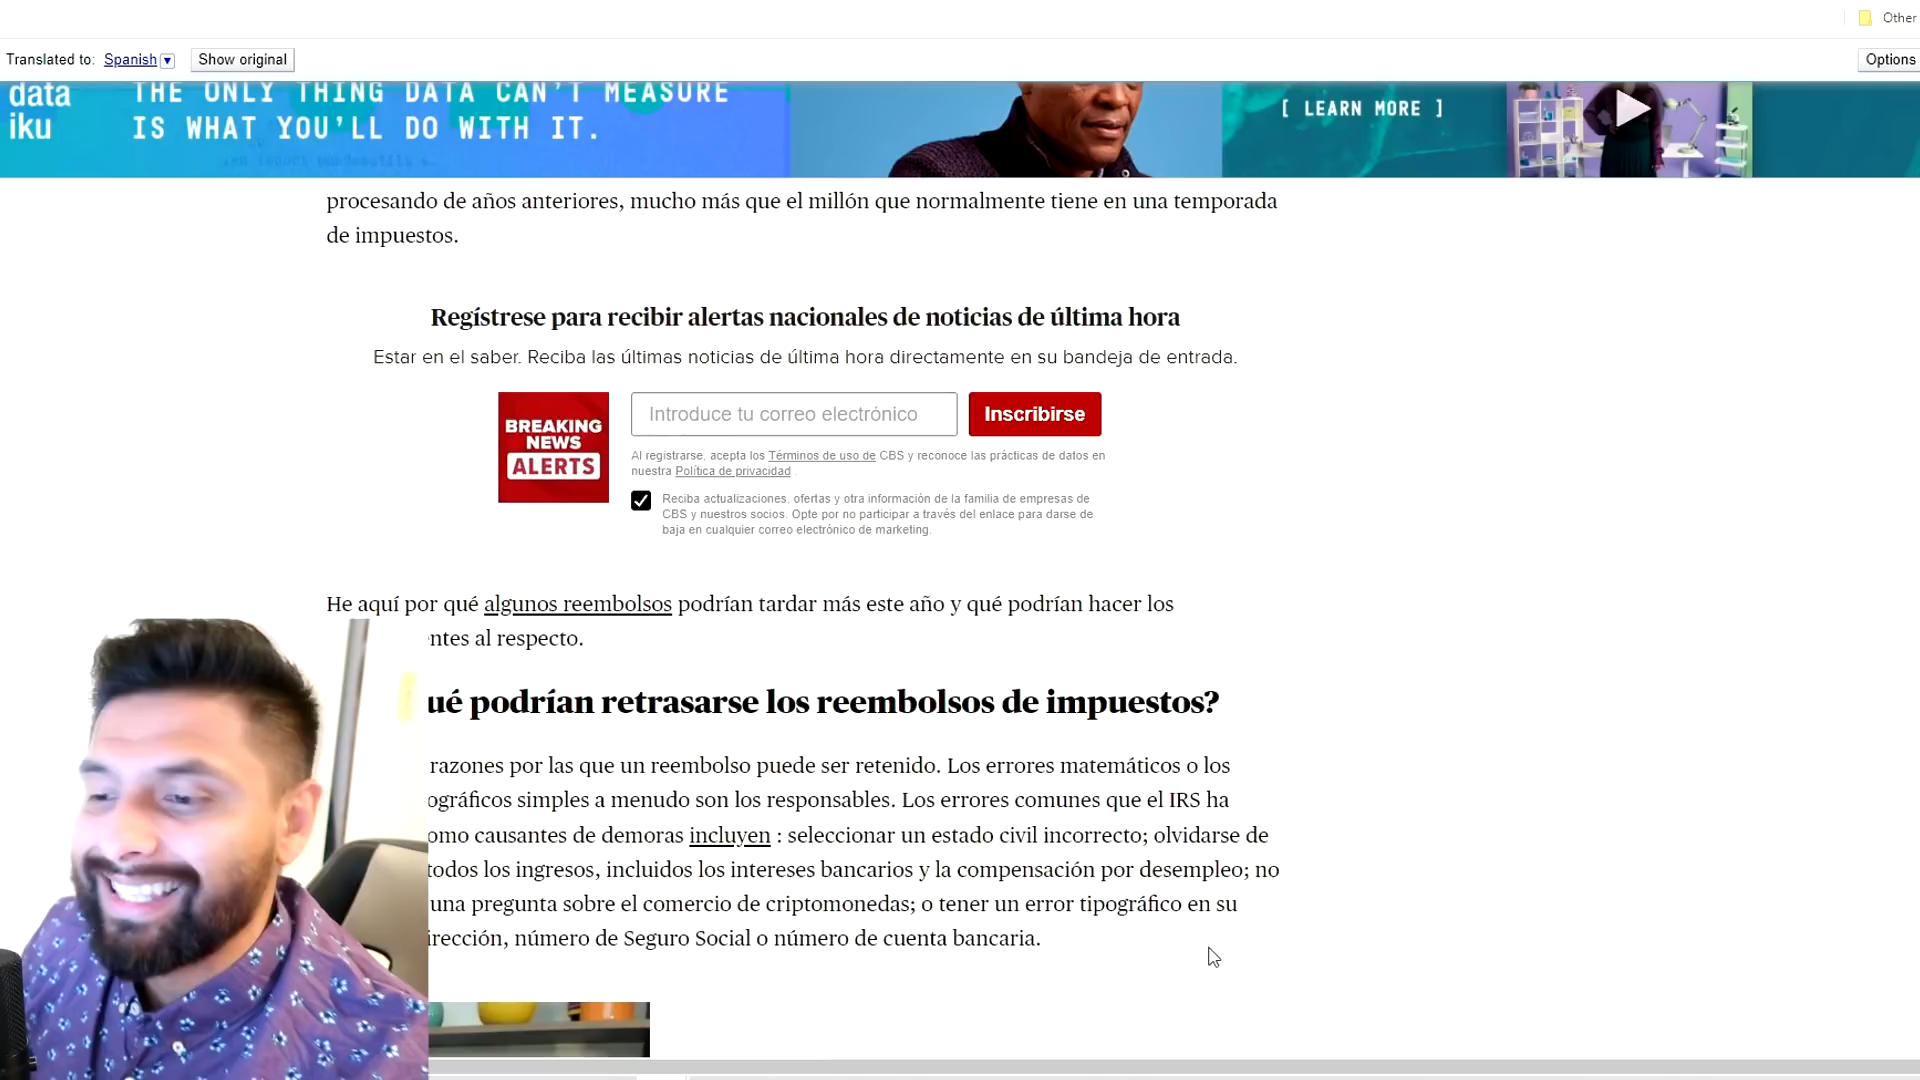 Other
Translated to: Spanish Show original Options
data
iku
THE ONLY THING DATA CAN'T MEASURE
IS WHAT YOU'LL DO WITH IT.
[ LEARN MORE ]
procesando de años anteriores, mucho más que el millón que normalmente tiene en una temporada
de impuestos.
Regístrese para recibir alertas nacionales de noticias de última hora
Estar en el saber. Reciba las últimas noticias de última hora directamente en su bandeja de entrada.
BREAKING
NEWS
ALERTS
Introduce tu correo electrónico
Inscribirse
Al registrarse, acepta los Términos de uso de CBS y reconoce las prácticas de datos en
nuestra Política de privacidad
Reciba actualizaciones, ofertas y otra información de la familia de empresas de
CBS y nuestros socios. Opte por no participar a través del enlace para darse de
baja en cualquier correo electrónico de marketing.
He aquí por qué algunos reembolsos podrían tardar más este año y qué podrían hacer los
ntes al respecto.
ué podrían retrasarse los reembolsos de impuestos?
razones por las que un reembolso puede ser retenido. Los errores matemáticos o los
ográficos simples a menudo son los responsables. Los errores comunes que el IRS ha
omo causantes de demoras incluyen : seleccionar un estado civil incorrecto; olvidarse de
todos los ingresos, incluidos los intereses bancarios y la compensación por desempleo; no
una pregunta sobre el comercio de criptomonedas; o tener un error tipográfico en su
irección, número de Seguro Social o número de cuenta bancaria.